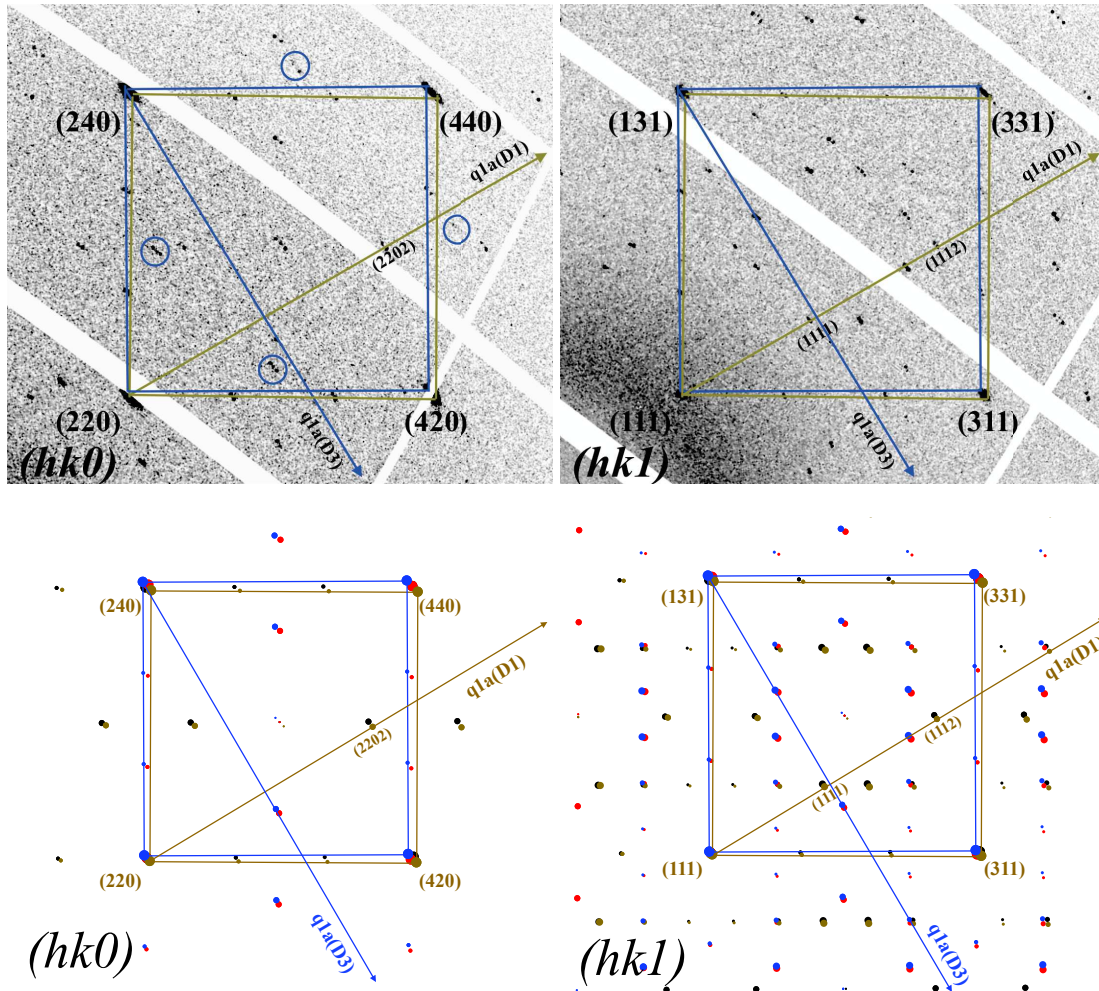 (240)
(440)
q1a(D1)
(2202)
(220)
(420)
q1a(D3)
(hk0)
(131)
(331)
q1a(D1)
(1112)
(1111)
(111)
(311)
q1a(D3)
(hk1)
(240)
(440)
q1a(D1)
(2202)
(220)
(420)
q1a(D3)
(hk0)
(131)
(331)
q1a(D1)
(1112)
(1111)
(111)
(311)
q1a(D3)
(hk1)